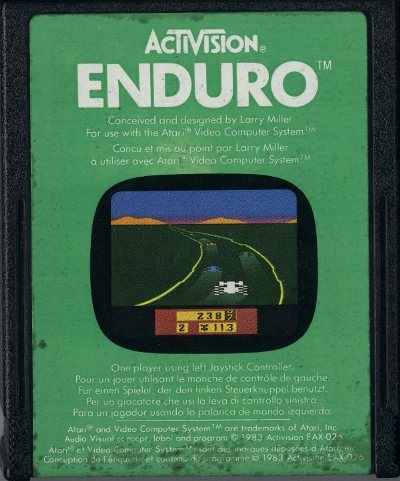 ACTIVISION®
ENDURO™
Conceived and designed by Larry Miller
For use with the Atari® Video Computer System.™
Concu et mis au point par Larry Miller
à utiliser avec Atari® Video Computer System.™
238
2 113
One player using left Joystick Controller.
Pour un jouer utilisant le manche de contrôle de gauche.
Für einen Spieler, der den linken Steuerknüppel benutzt.
Per un giocatore che usi la leva di controllo sinistra.
Para un jugador usando la palanca de mando izquierda.
Atari® and Video Computer System™ are trademarks of Atari, Inc.
Audio Visual concept, label and program © 1983 Activision EAX-026
Atari® et Video Computer System™ sont des marques déposées d'Atari, Inc.
Conception de l'étiquette et contenu du programme © 1983 Activision EAX-026